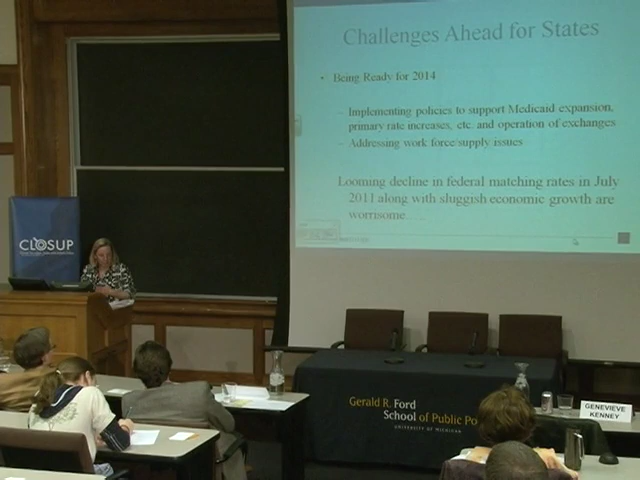 Challenges Ahead for States
• Being Ready for 2014
– Implementing policies to support Medicaid expansion,
primary rate increases, etc. and operation of exchanges
– Addressing work force/supply issues
Looming decline in federal matching rates in July
2011 along with sluggish economic growth are
worrisome…..
CLOSUP
Gerald R. Ford
School of Public Po
UNIVERSITY OF MICHIGAN
GENEVIEVE
KENNEY